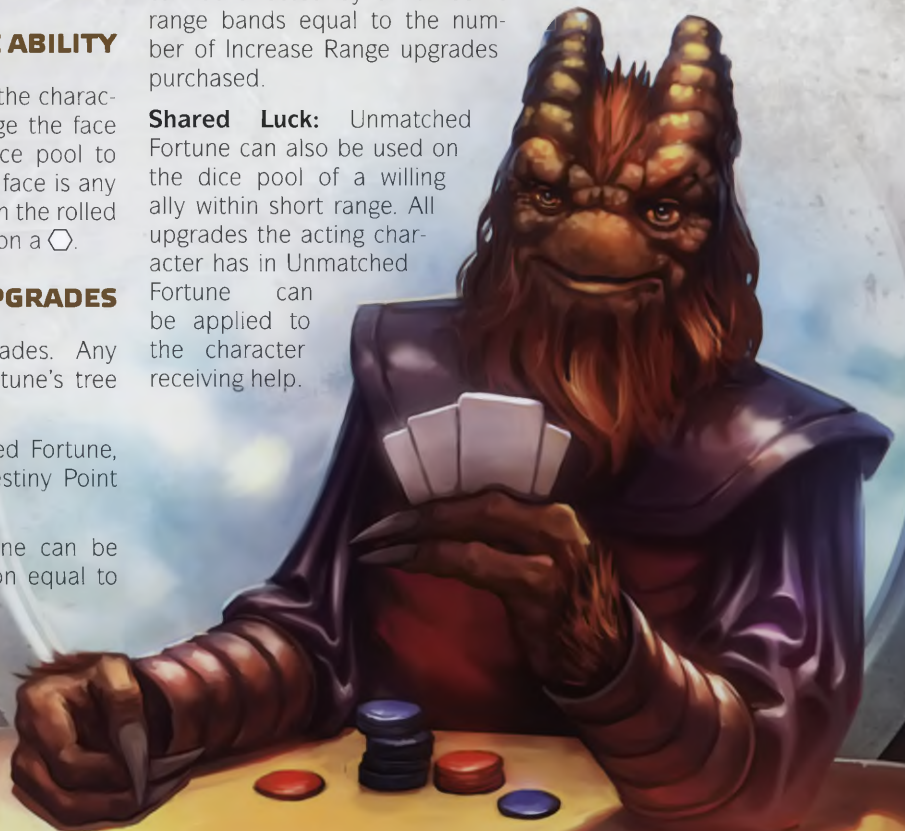 ABILITY
the charac-
ge the face
ce pool to
face is any
n the rolled
on a ⬡.
PGRADES
ades. Any
tune's tree
ed Fortune,
estiny Point
ne can be
on equal to
range bands equal to the num-
ber of Increase Range upgrades
purchased.
Shared Luck: Unmatched
Fortune can also be used on
the dice pool of a willing
ally within short range. All
upgrades the acting char-
acter has in Unmatched
Fortune can
be applied to
the character
receiving help.